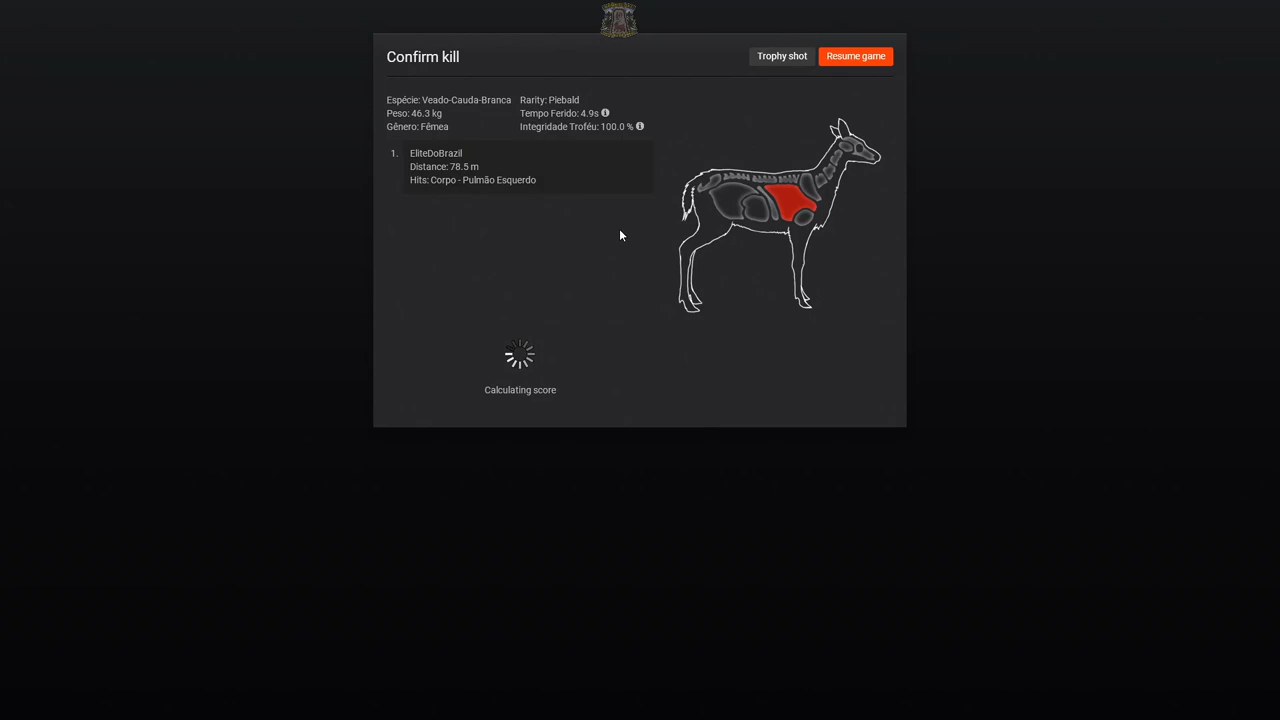 Confirm kill
Trophy shot
Resume game
Espécie: Veado-Cauda-Branca
Rarity: Piebald
Peso: 46.3 kg
Tempo Ferido: 4.9s
Gênero: Fêmea
Integridade Troféu: 100.0 %
1. EliteDoBrazil
Distance: 78.5 m
Hits: Corpo - Pulmão Esquerdo
Calculating score